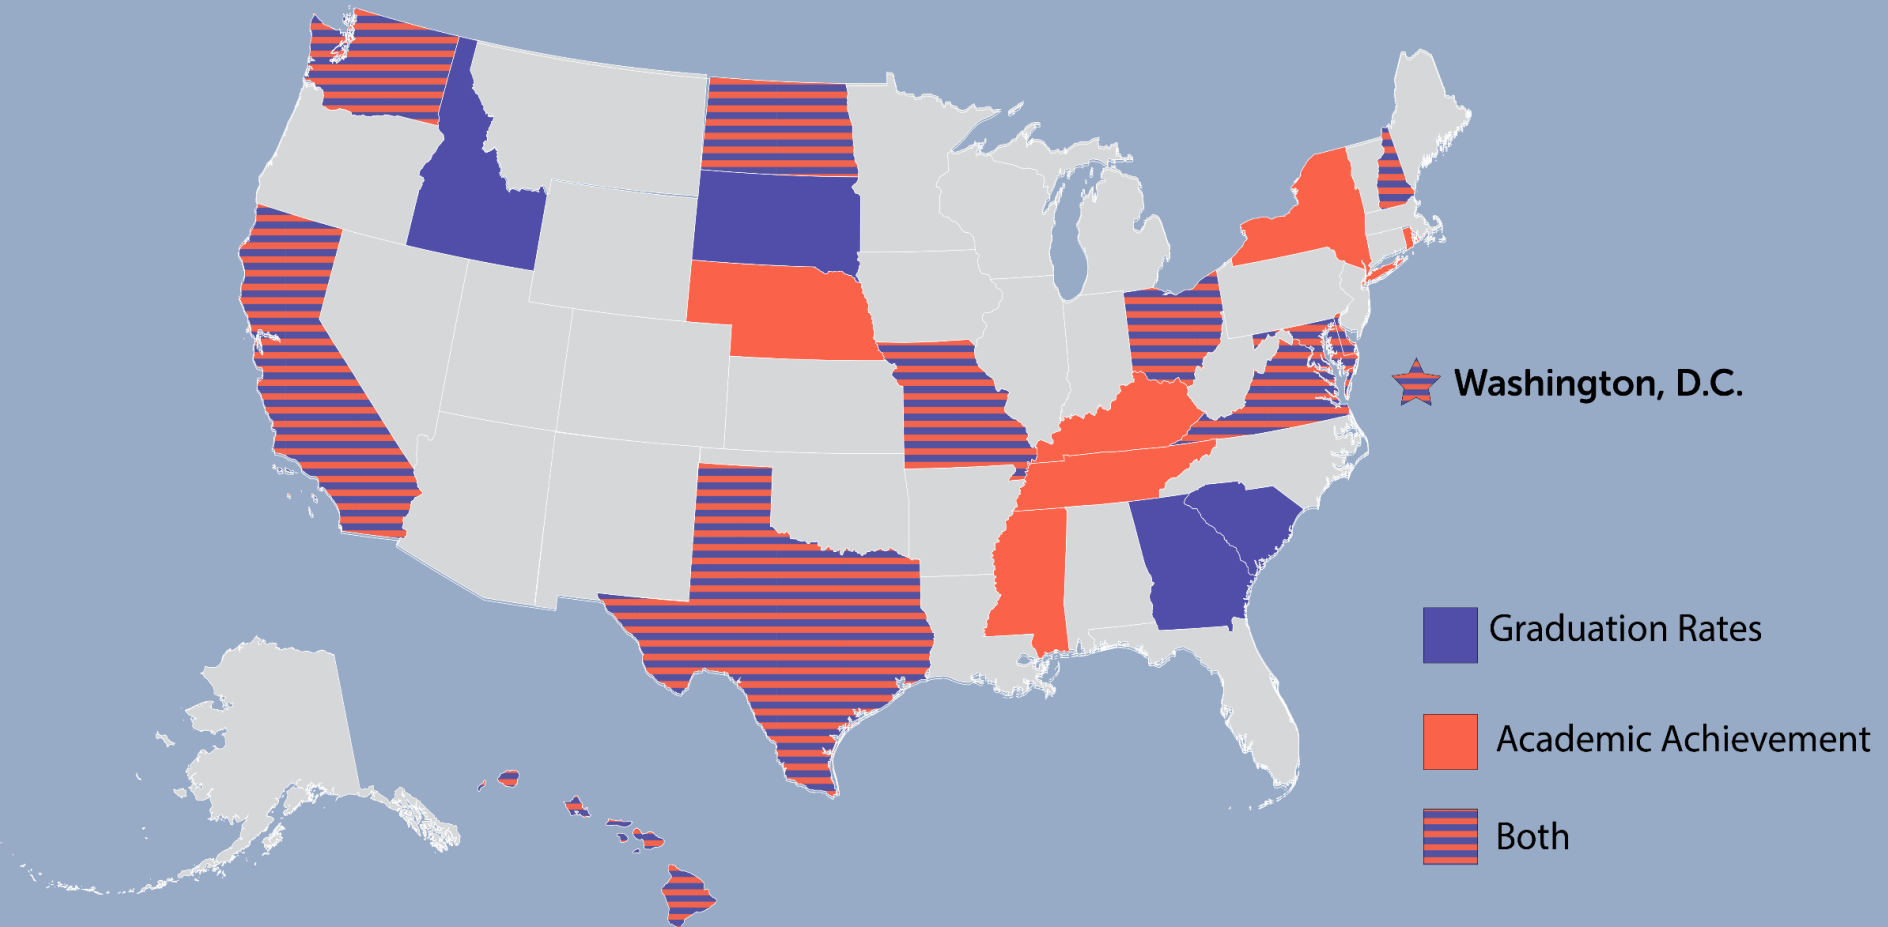 Washington, D.C.
Graduation Rates
Academic Achievement
Both